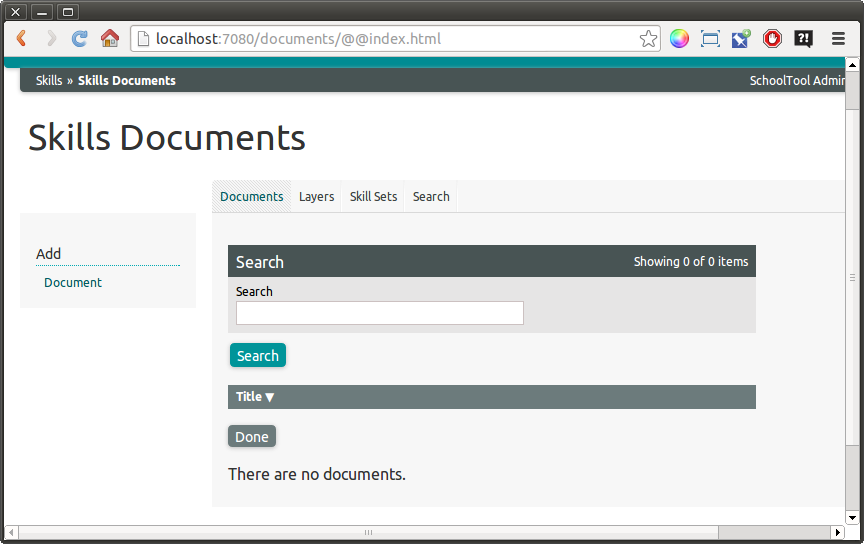 localhost:7080/documents/@@index.html
?!
Skills » Skills Documents
SchoolTool Admin
Skills Documents
Documents Layers Skill Sets Search
Add
Document
Search Showing 0 of 0 items
Search
Search
Title ▼
Done
There are no documents.